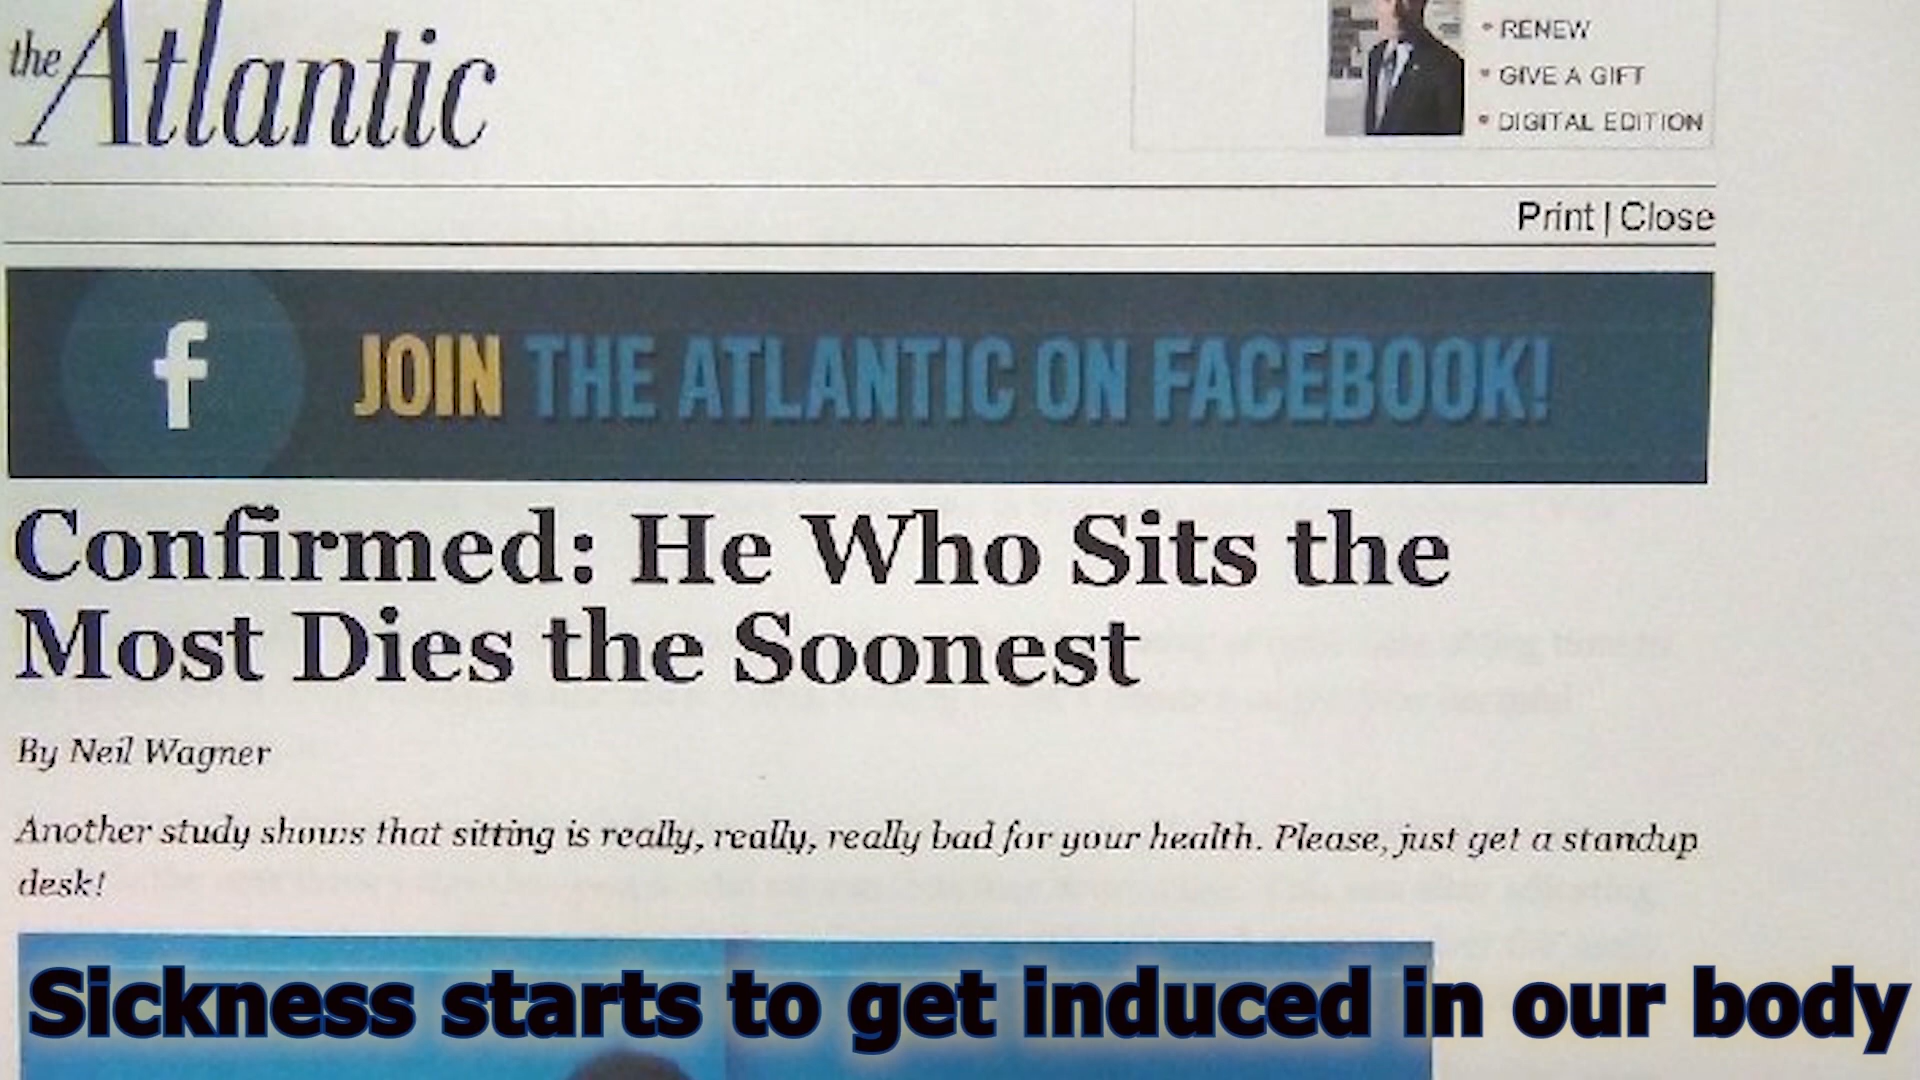 the Atlantic
• RENEW
• GIVE A GIFT
• DIGITAL EDITION
Print | Close
f JOIN THE ATLANTIC ON FACEBOOK!
Confirmed: He Who Sits the
Most Dies the Soonest
By Neil Wagner
Another study shows that sitting is really, really, really bad for your health. Please, just get a standup
desk!
Sickness starts to get induced in our body